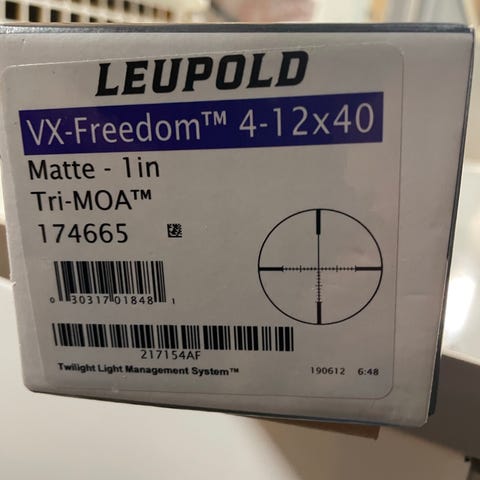 LEUPOLD
VX-Freedom™ 4-12x40
Matte - 1in
Tri-MOA™
174665
0 30317 01848 1
217154AF
Twilight Light Management System™
190612 6:48